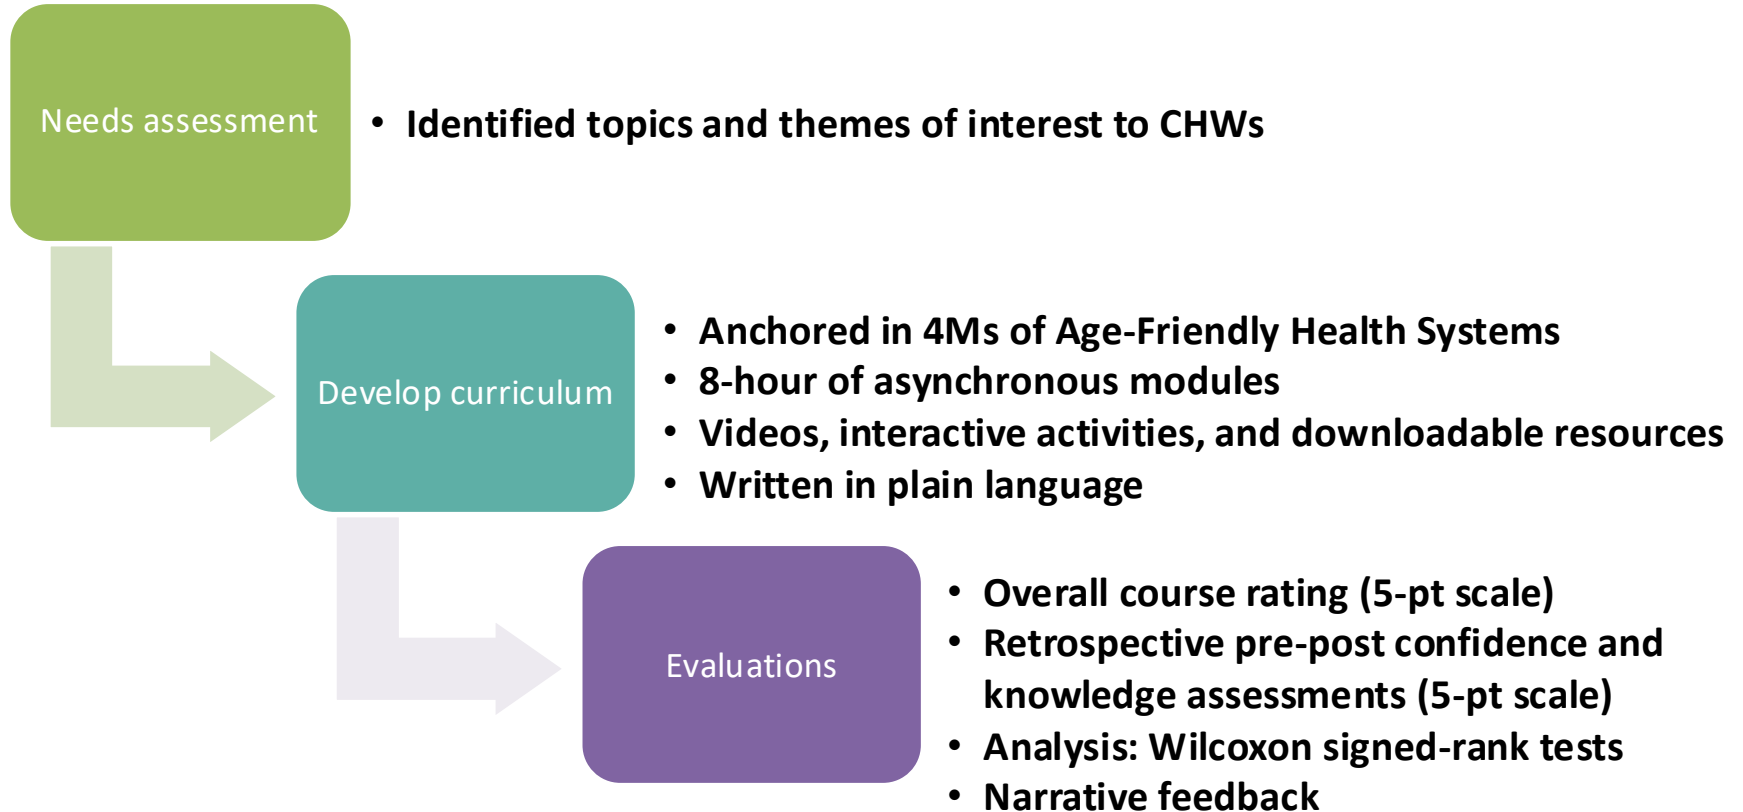 Needs assessment
• Identified topics and themes of interest to CHWs
Develop curriculum
• Anchored in 4Ms of Age-Friendly Health Systems
• 8-hour of asynchronous modules
• Videos, interactive activities, and downloadable resources
• Written in plain language
Evaluations
• Overall course rating (5-pt scale)
• Retrospective pre-post confidence and
knowledge assessments (5-pt scale)
• Analysis: Wilcoxon signed-rank tests
• Narrative feedback